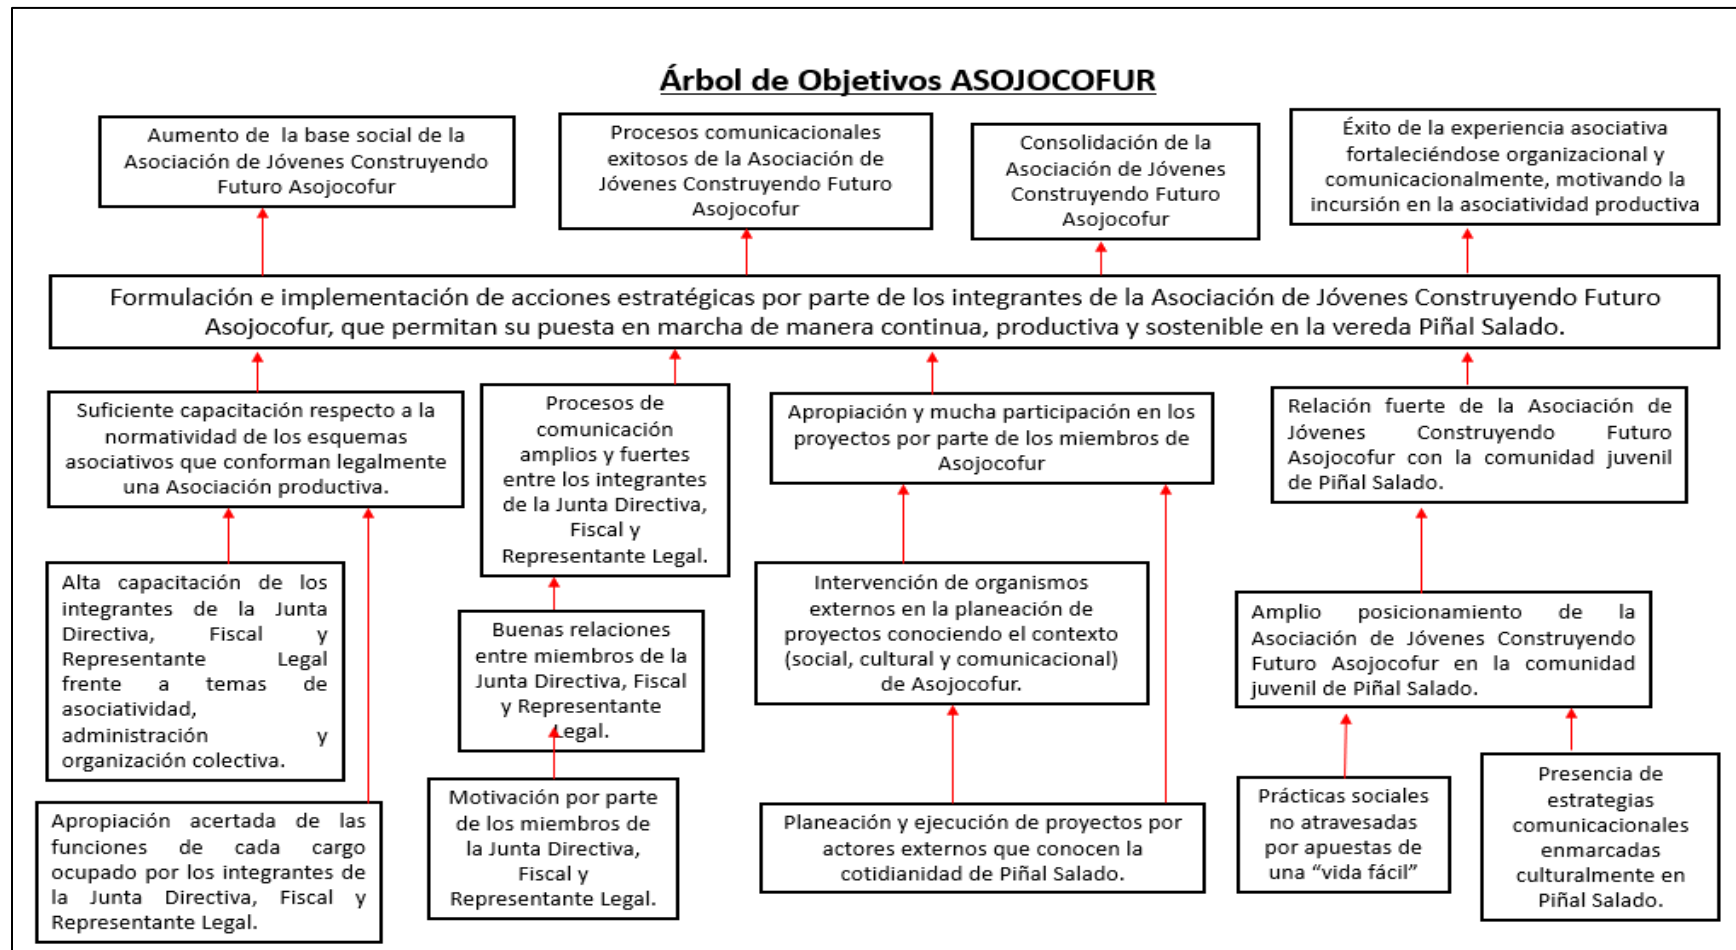 Árbol de Objetivos ASOJOCOFUR
Aumento de la base social de la
Asociación de Jóvenes Construyendo
Futuro Asojocofur
Procesos comunicacionales
exitosos de la Asociación de
Jóvenes Construyendo Futuro
Asojocofur
Consolidación de la
Asociación de Jóvenes
Construyendo Futuro
Asojocofur
Éxito de la experiencia asociativa
fortaleciéndose organizacional y
comunicacionalmente, motivando la
incursión en la asociatividad productiva
Formulación e implementación de acciones estratégicas por parte de los integrantes de la Asociación de Jóvenes Construyendo Futuro
Asojocofur, que permitan su puesta en marcha de manera continua, productiva y sostenible en la vereda Piñal Salado.
Suficiente capacitación respecto a la
normatividad de los esquemas
asociativos que conforman legalmente
una Asociación productiva.
Procesos de
comunicación
amplios y fuertes
entre los integrantes
de la Junta Directiva,
Fiscal y
Representante Legal.
Apropiación y mucha participación en los
proyectos por parte de los miembros de
Asojocofur
Relación fuerte de la Asociación de
Jóvenes Construyendo Futuro
Asojocofur con la comunidad juvenil
de Piñal Salado.
Alta capacitación de los
integrantes de la Junta
Directiva, Fiscal y
Representante Legal
frente a temas de
asociatividad,
administración y
organización colectiva.
Buenas relaciones
entre miembros de la
Junta Directiva, Fiscal
y Representante
Legal.
Intervención de organismos
externos en la planeación de
proyectos conociendo el contexto
(social, cultural y comunicacional)
de Asojocofur.
Amplio posicionamiento de la
Asociación de Jóvenes Construyendo
Futuro Asojocofur en la comunidad
juvenil de Piñal Salado.
Apropiación acertada de las
funciones de cada cargo
ocupado por los integrantes de
la Junta Directiva, Fiscal y
Representante Legal.
Motivación por parte
de los miembros de
la Junta Directiva,
Fiscal y
Representante Legal.
Planeación y ejecución de proyectos por
actores externos que conocen la
cotidianidad de Piñal Salado.
Prácticas sociales
no atravesadas
por apuestas de
una “vida fácil”
Presencia de
estrategias
comunicacionales
enmarcadas
culturalmente en
Piñal Salado.